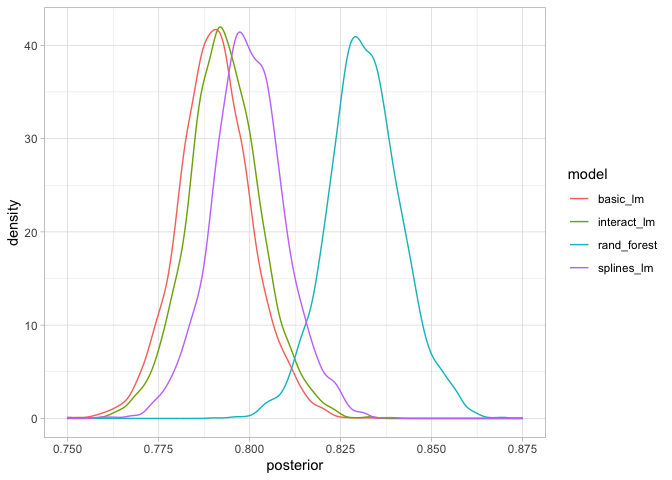 40
30
20
10
0
density
0.750 0.775 0.800 0.825 0.850 0.875
posterior
model
basic_lm
interact_lm
rand_forest
splines_lm